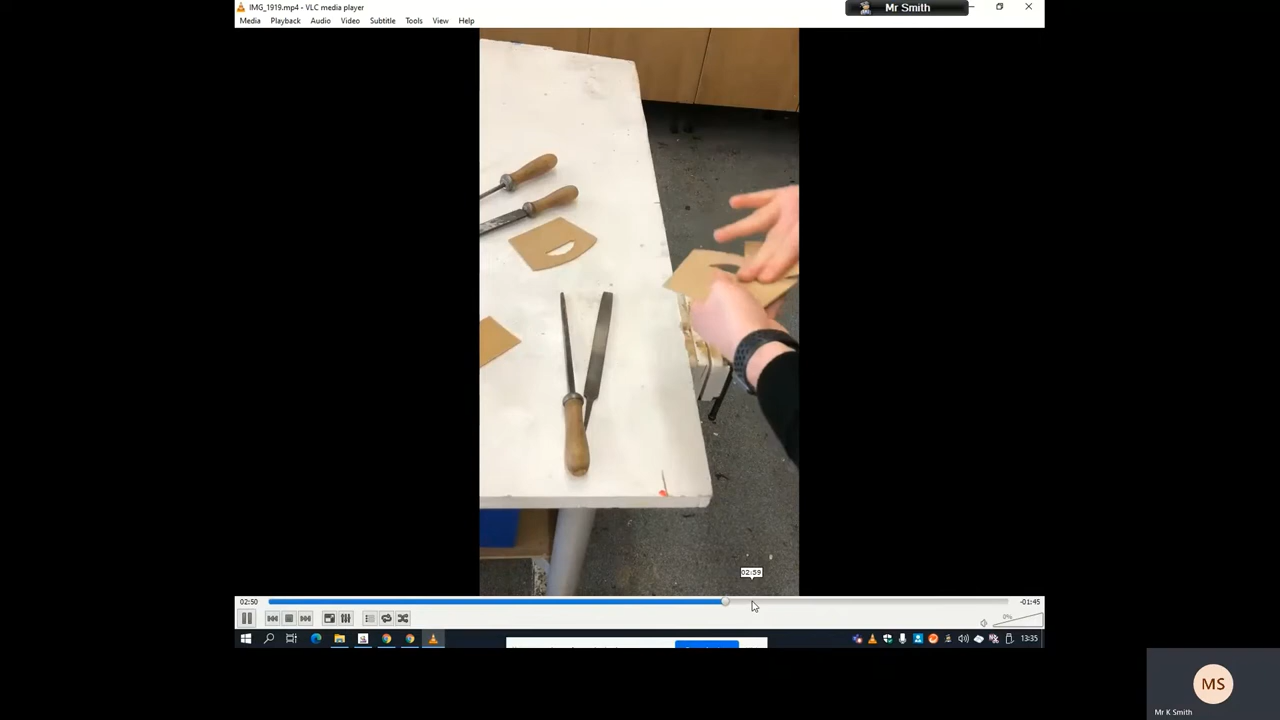 IMG_1919.mp4 - VLC media player
Mr Smith
Media Playback Audio Video Subtitle Tools View Help
02:59
02:50
-01:45
0%
13:35
MS
Mr K Smith